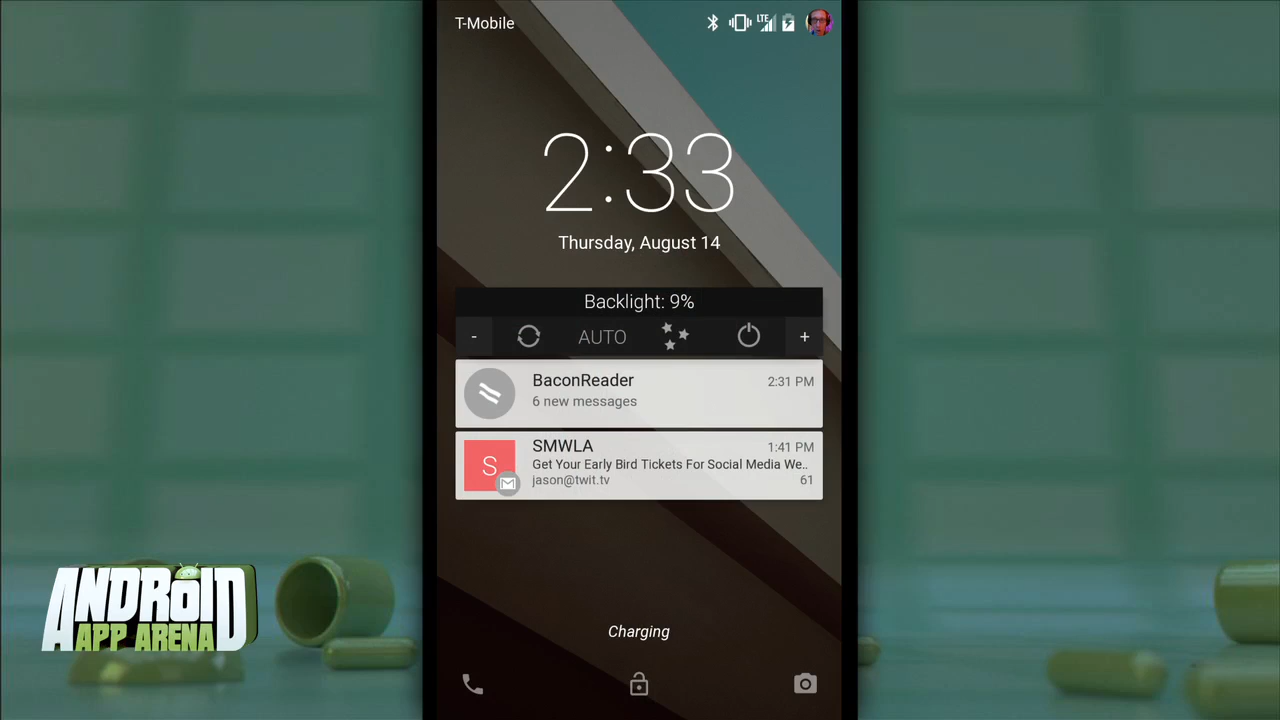 T-Mobile
LTE
2:33
Thursday, August 14
Backlight: 9%
- AUTO +
BaconReader 2:31 PM
6 new messages
S
SMWLA 1:41 PM
Get Your Early Bird Tickets For Social Media We..
jason@twit.tv 61
Charging
ANDROID
APP ARENA